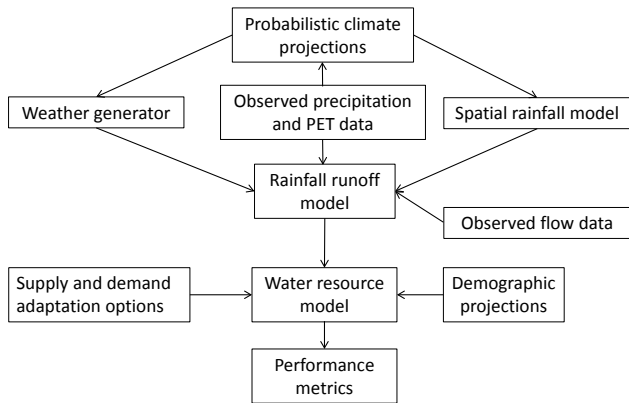 Probabilistic climate
projections
Weather generator
Observed precipitation
and PET data
Spatial rainfall model
Rainfall runoff
model
Observed flow data
Supply and demand
adaptation options
Water resource
model
Demographic
projections
Performance
metrics